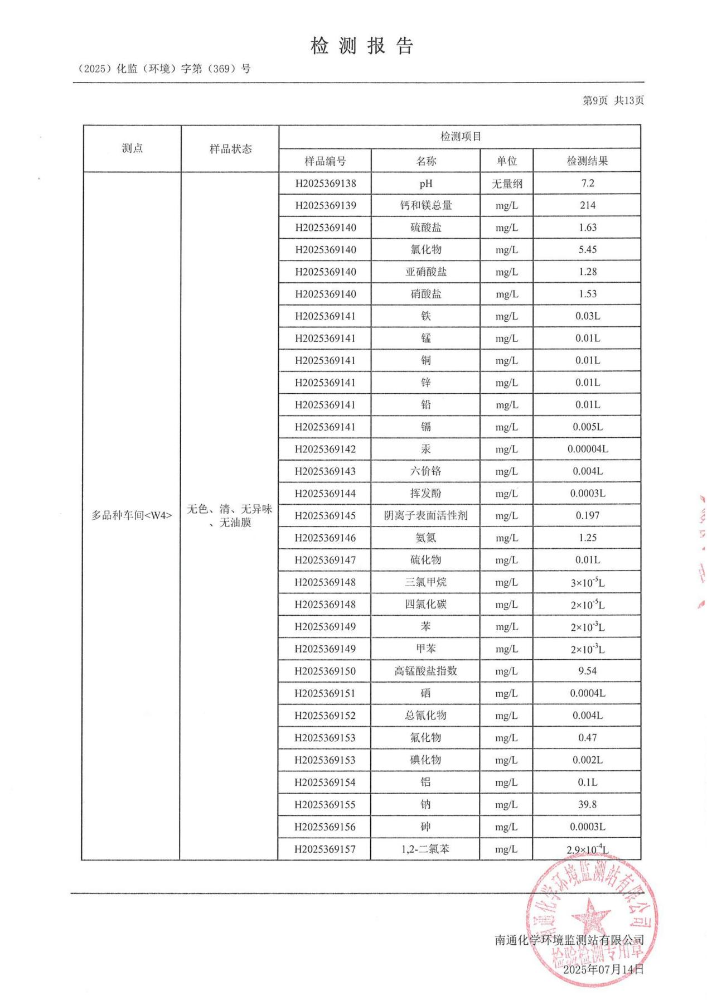 检测报告
（2025）化监（环境）字第（369）号
第9页 共13页
测点 样品状态 检测项目
样品编号 名称 单位 检测结果
多品种车间<W4>
无色、清、无异味
、无油膜
H2025369138 pH 无量纲 7.2
H2025369139 钙和镁总量 mg/L 214
H2025369140 硫酸盐 mg/L 1.63
H2025369140 氯化物 mg/L 5.45
H2025369140 亚硝酸盐 mg/L 1.28
H2025369140 硝酸盐 mg/L 1.53
H2025369141 铁 mg/L 0.03L
H2025369141 锰 mg/L 0.01L
H2025369141 铜 mg/L 0.01L
H2025369141 锌 mg/L 0.01L
H2025369141 铅 mg/L 0.01L
H2025369141 镉 mg/L 0.005L
H2025369142 汞 mg/L 0.00004L
H2025369143 六价铬 mg/L 0.004L
H2025369144 挥发酚 mg/L 0.0003L
H2025369145 阴离子表面活性剂 mg/L 0.197
H2025369146 氨氮 mg/L 1.25
H2025369147 硫化物 mg/L 0.01L
H2025369148 三氯甲烷 mg/L 3×10⁻⁵L
H2025369148 四氯化碳 mg/L 2×10⁻⁵L
H2025369149 苯 mg/L 2×10⁻³L
H2025369149 甲苯 mg/L 2×10⁻³L
H2025369150 高锰酸盐指数 mg/L 9.54
H2025369151 硒 mg/L 0.0004L
H2025369152 总氰化物 mg/L 0.004L
H2025369153 氟化物 mg/L 0.47
H2025369153 碘化物 mg/L 0.002L
H2025369154 铝 mg/L 0.1L
H2025369155 钠 mg/L 39.8
H2025369156 砷 mg/L 0.0003L
H2025369157 1,2-二氯苯 mg/L 2.9×10⁻⁴L
南通化学环境监测站有限公司
南通化学环境监测站有限公司
检验检测专用章
2025年07月14日